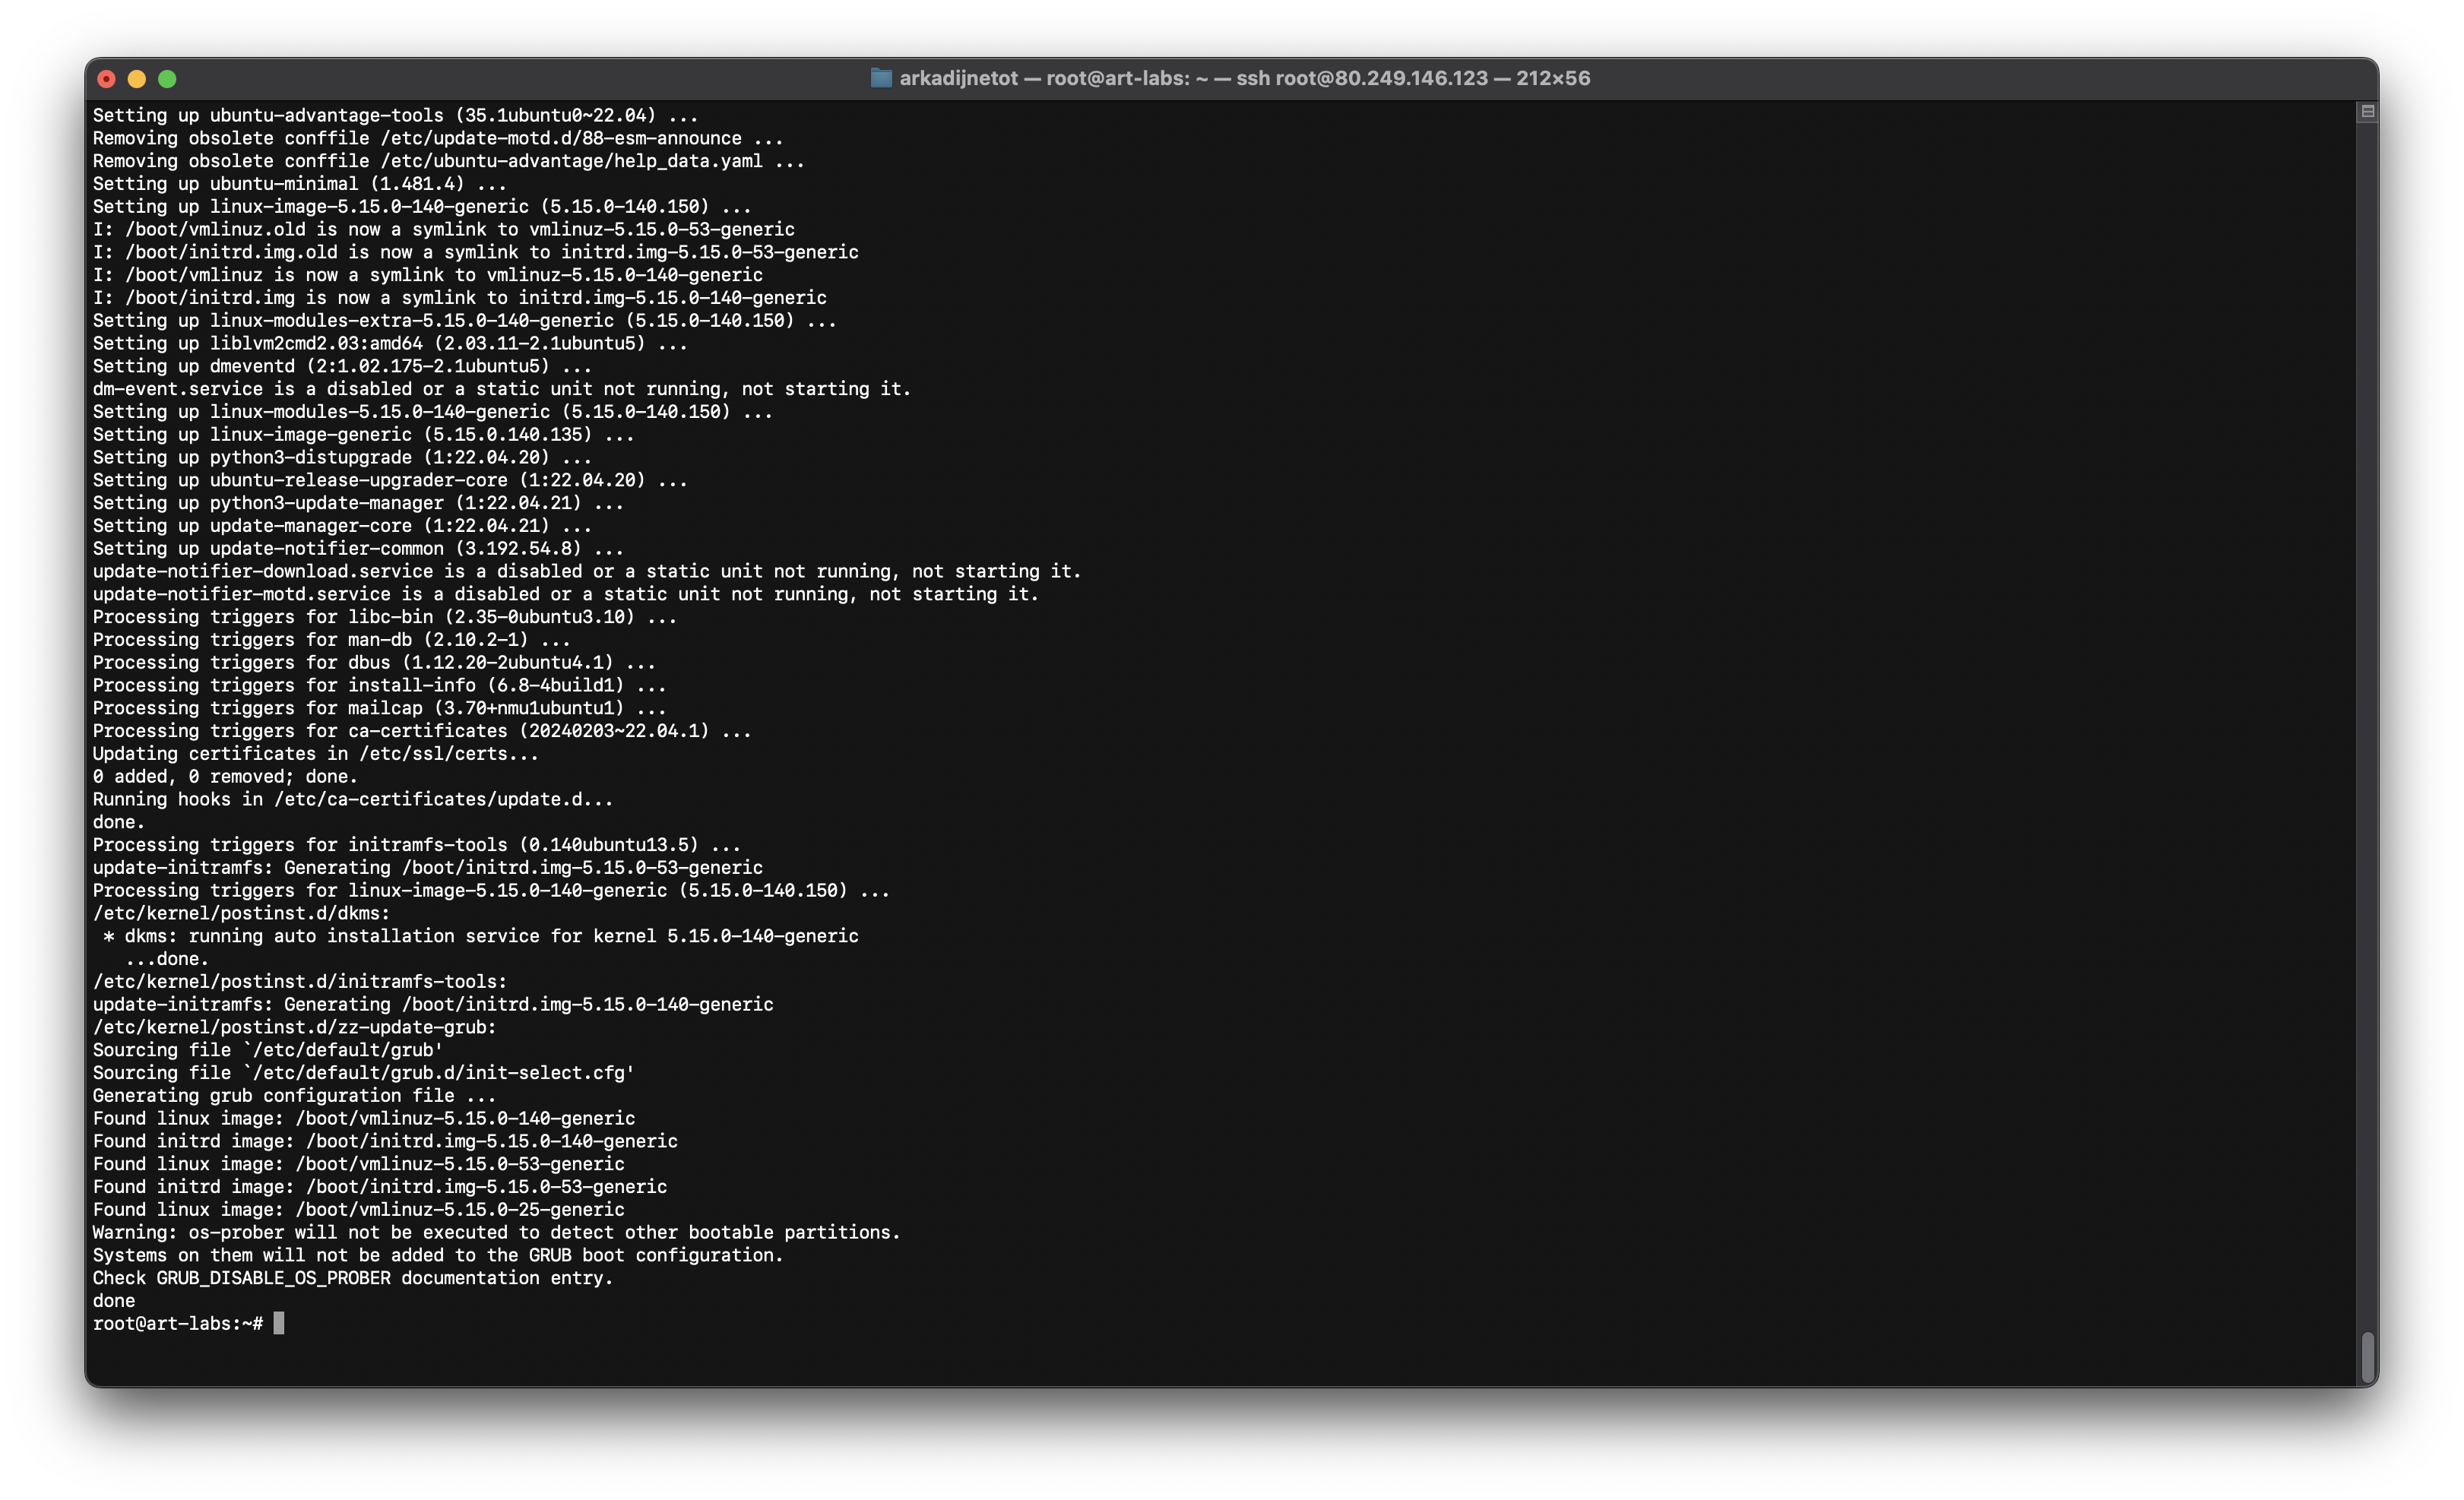 arkadijnetot — root@art-labs: ~ — ssh root@80.249.146.123 — 212×56
Setting up ubuntu-advantage-tools (35.1ubuntu0~22.04) ...
Removing obsolete conffile /etc/update-motd.d/88-esm-announce ...
Removing obsolete conffile /etc/ubuntu-advantage/help_data.yaml ...
Setting up ubuntu-minimal (1.481.4) ...
Setting up linux-image-5.15.0-140-generic (5.15.0-140.150) ...
I: /boot/vmlinuz.old is now a symlink to vmlinuz-5.15.0-53-generic
I: /boot/initrd.img.old is now a symlink to initrd.img-5.15.0-53-generic
I: /boot/vmlinuz is now a symlink to vmlinuz-5.15.0-140-generic
I: /boot/initrd.img is now a symlink to initrd.img-5.15.0-140-generic
Setting up linux-modules-extra-5.15.0-140-generic (5.15.0-140.150) ...
Setting up liblvm2cmd2.03:amd64 (2.03.11-2.1ubuntu5) ...
Setting up dmeventd (2:1.02.175-2.1ubuntu5) ...
dm-event.service is a disabled or a static unit not running, not starting it.
Setting up linux-modules-5.15.0-140-generic (5.15.0-140.150) ...
Setting up linux-image-generic (5.15.0.140.135) ...
Setting up python3-distupgrade (1:22.04.20) ...
Setting up ubuntu-release-upgrader-core (1:22.04.20) ...
Setting up python3-update-manager (1:22.04.21) ...
Setting up update-manager-core (1:22.04.21) ...
Setting up update-notifier-common (3.192.54.8) ...
update-notifier-download.service is a disabled or a static unit not running, not starting it.
update-notifier-motd.service is a disabled or a static unit not running, not starting it.
Processing triggers for libc-bin (2.35-0ubuntu3.10) ...
Processing triggers for man-db (2.10.2-1) ...
Processing triggers for dbus (1.12.20-2ubuntu4.1) ...
Processing triggers for install-info (6.8-4build1) ...
Processing triggers for mailcap (3.70+nmu1ubuntu1) ...
Processing triggers for ca-certificates (20240203~22.04.1) ...
Updating certificates in /etc/ssl/certs...
0 added, 0 removed; done.
Running hooks in /etc/ca-certificates/update.d...
done.
Processing triggers for initramfs-tools (0.140ubuntu13.5) ...
update-initramfs: Generating /boot/initrd.img-5.15.0-53-generic
Processing triggers for linux-image-5.15.0-140-generic (5.15.0-140.150) ...
/etc/kernel/postinst.d/dkms:
 * dkms: running auto installation service for kernel 5.15.0-140-generic
   ...done.
/etc/kernel/postinst.d/initramfs-tools:
update-initramfs: Generating /boot/initrd.img-5.15.0-140-generic
/etc/kernel/postinst.d/zz-update-grub:
Sourcing file `/etc/default/grub'
Sourcing file `/etc/default/grub.d/init-select.cfg'
Generating grub configuration file ...
Found linux image: /boot/vmlinuz-5.15.0-140-generic
Found initrd image: /boot/initrd.img-5.15.0-140-generic
Found linux image: /boot/vmlinuz-5.15.0-53-generic
Found initrd image: /boot/initrd.img-5.15.0-53-generic
Found linux image: /boot/vmlinuz-5.15.0-25-generic
Warning: os-prober will not be executed to detect other bootable partitions.
Systems on them will not be added to the GRUB boot configuration.
Check GRUB_DISABLE_OS_PROBER documentation entry.
done
root@art-labs:~#